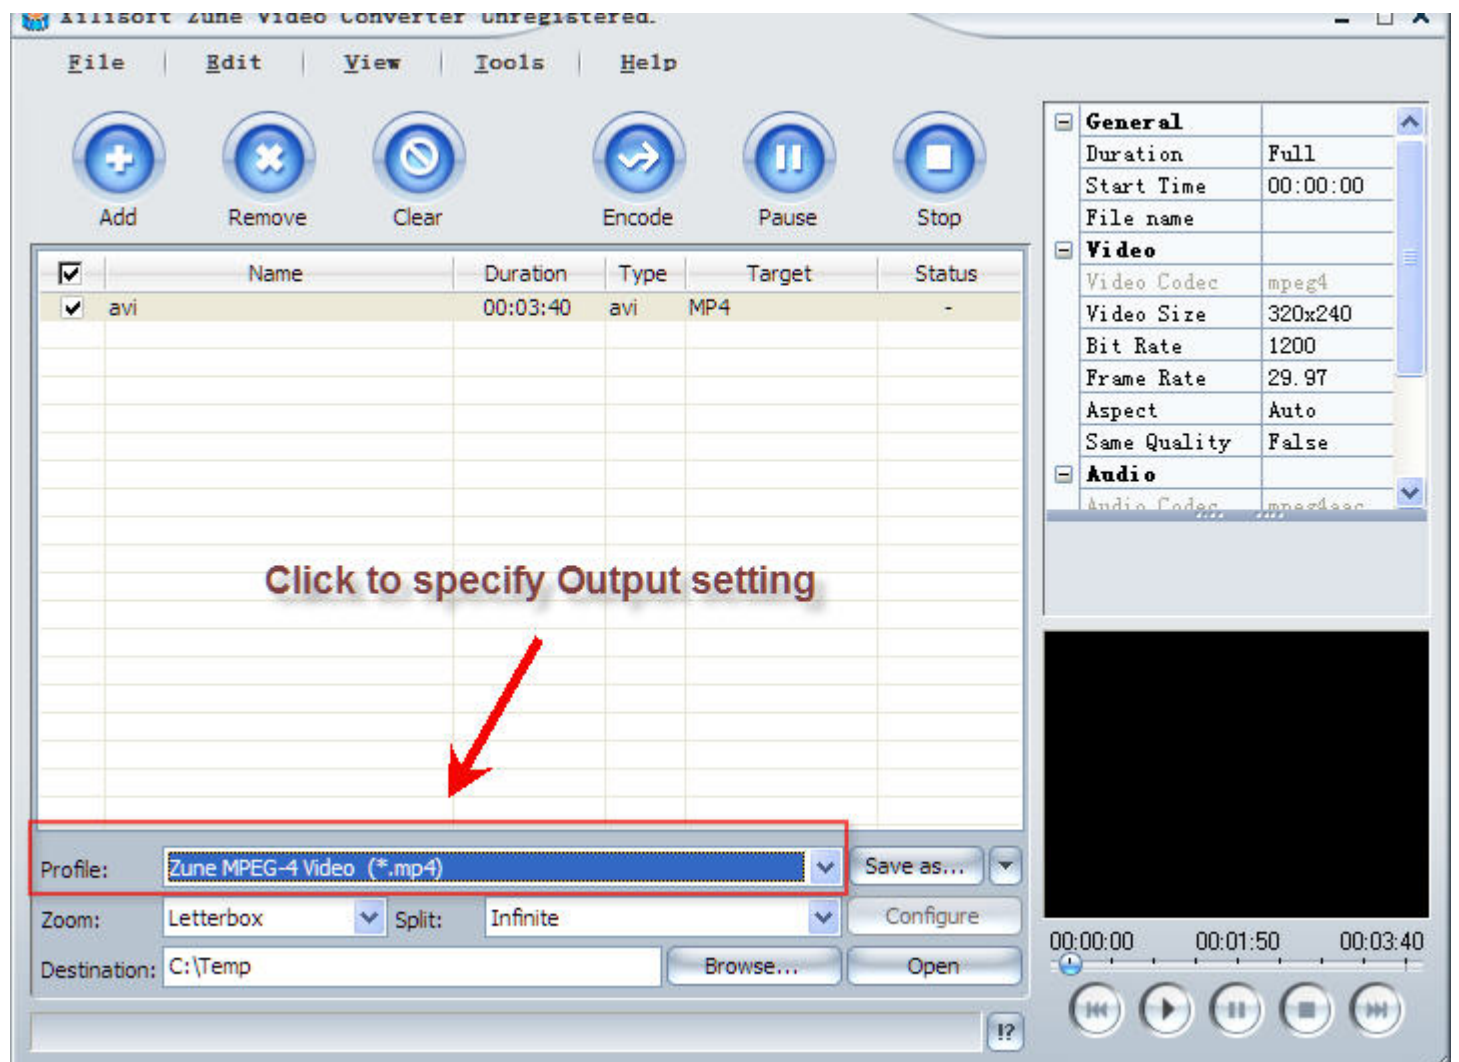 Xilisoft Zune Video Converter Unregistered.
File Edit View Tools Help
Add Remove Clear Encode Pause Stop
Name Duration Type Target Status
avi 00:03:40 avi MP4 -
Click to specify Output setting
Profile: Zune MPEG-4 Video (*.mp4) Save as...
Zoom: Letterbox Split: Infinite Configure
Destination: C:\Temp Browse... Open
!?
General
Duration Full
Start Time 00:00:00
File name
Video
Video Codec mpeg4
Video Size 320x240
Bit Rate 1200
Frame Rate 29.97
Aspect Auto
Same Quality False
Audio
Audio Codec mpeg4aac
00:00:00 00:01:50 00:03:40